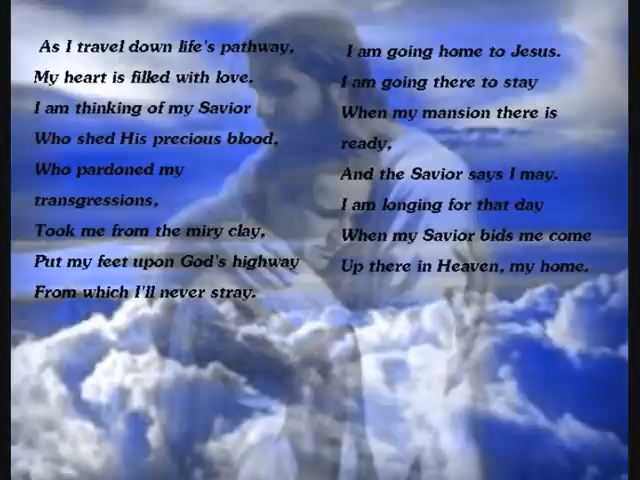 As I travel down life's pathway,
My heart is filled with love.
I am thinking of my Savior
Who shed His precious blood,
Who pardoned my
transgressions,
Took me from the miry clay,
Put my feet upon God's highway
From which I'll never stray.
I am going home to Jesus.
I am going there to stay
When my mansion there is
ready,
And the Savior says I may.
I am longing for that day
When my Savior bids me come
Up there in Heaven, my home.